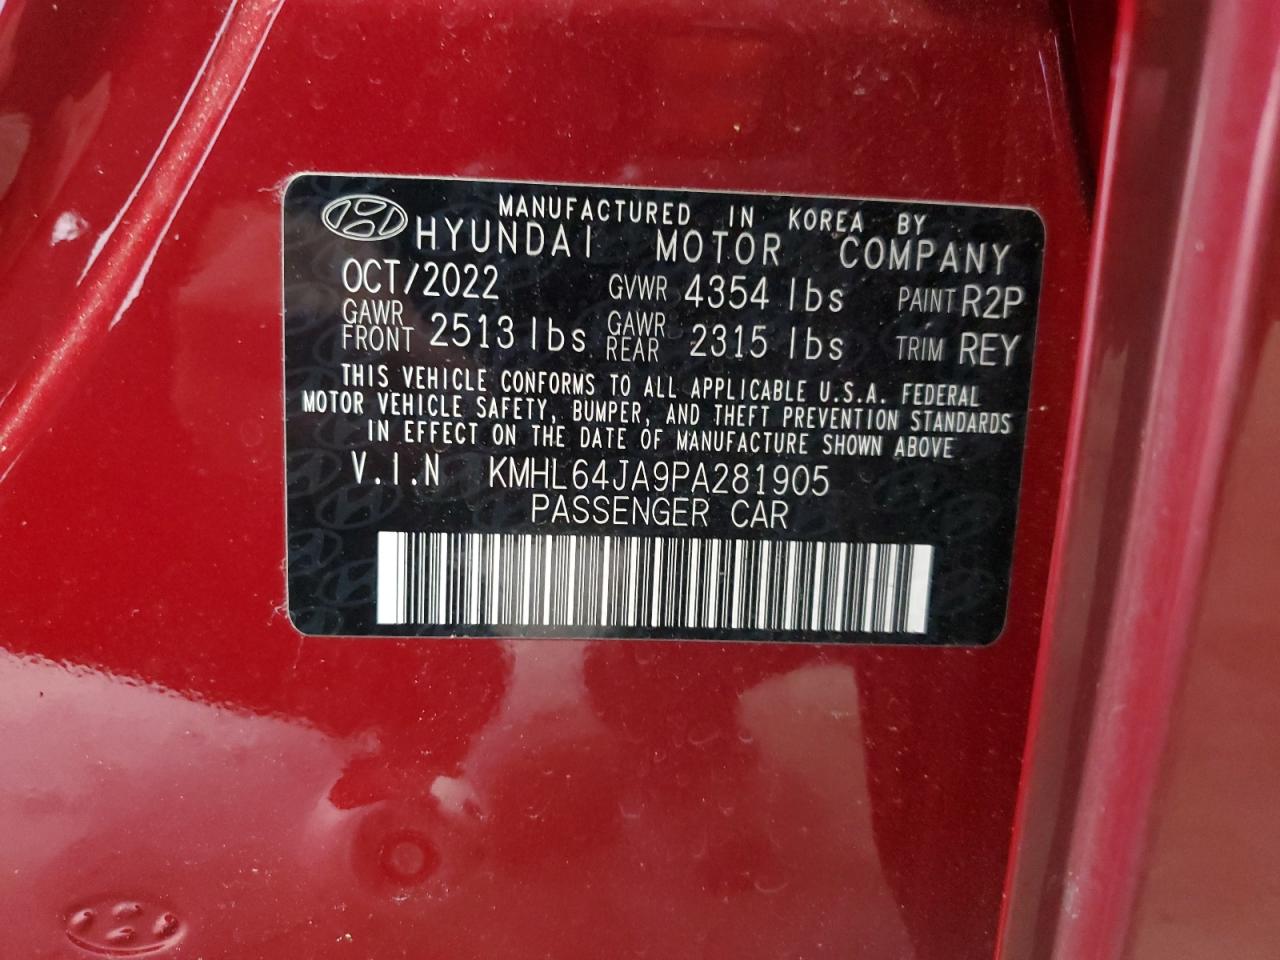 MANUFACTURED IN KOREA BY
HYUNDAI MOTOR COMPANY
OCT/2022 GVWR 4354 lbs PAINT R2P
GAWR FRONT 2513 lbs GAWR REAR 2315 lbs TRIM REY
THIS VEHICLE CONFORMS TO ALL APPLICABLE U.S.A. FEDERAL
MOTOR VEHICLE SAFETY, BUMPER, AND THEFT PREVENTION STANDARDS
IN EFFECT ON THE DATE OF MANUFACTURE SHOWN ABOVE
V.I.N KMHL64JA9PA281905
PASSENGER CAR